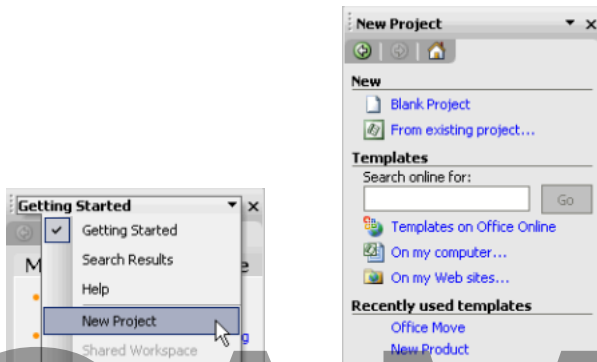 Getting Started
Getting Started
Search Results
Help
New Project
Shared Workspace
New Project
New
Blank Project
From existing project...
Templates
Search online for:
Go
Templates on Office Online
On my computer...
On my Web sites...
Recently used templates
Office Move
New Product